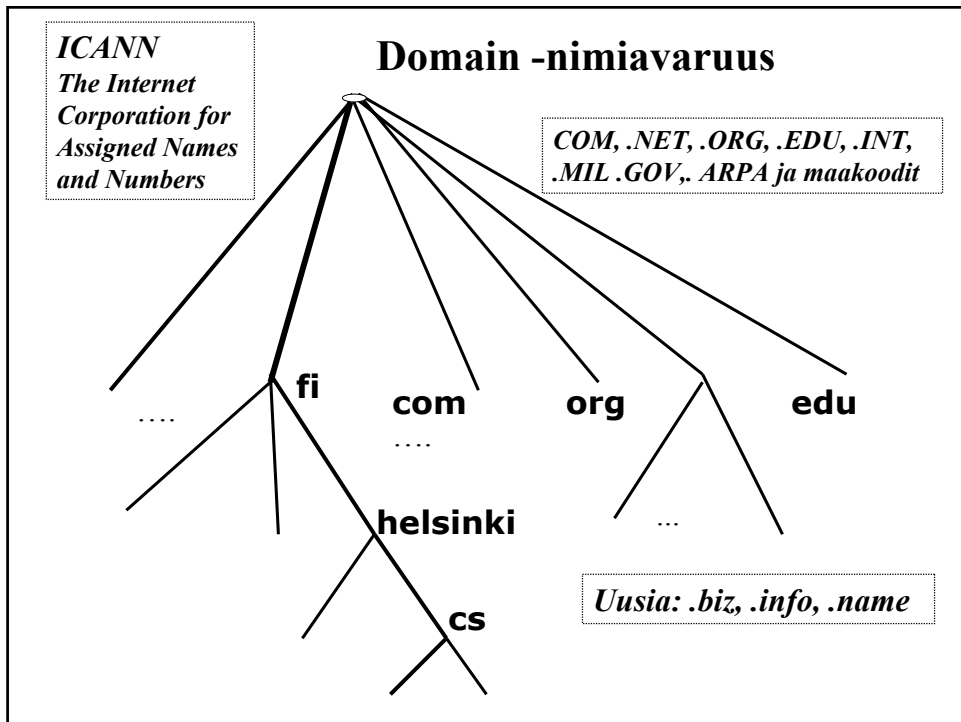 ICANN
The Internet
Corporation for
Assigned Names
and Numbers
Domain -nimiavaruus
COM, .NET, .ORG, .EDU, .INT,
.MIL .GOV,. ARPA ja maakoodit
fi
com
org
edu
....
....
helsinki
...
Uusia: .biz, .info, .name
cs